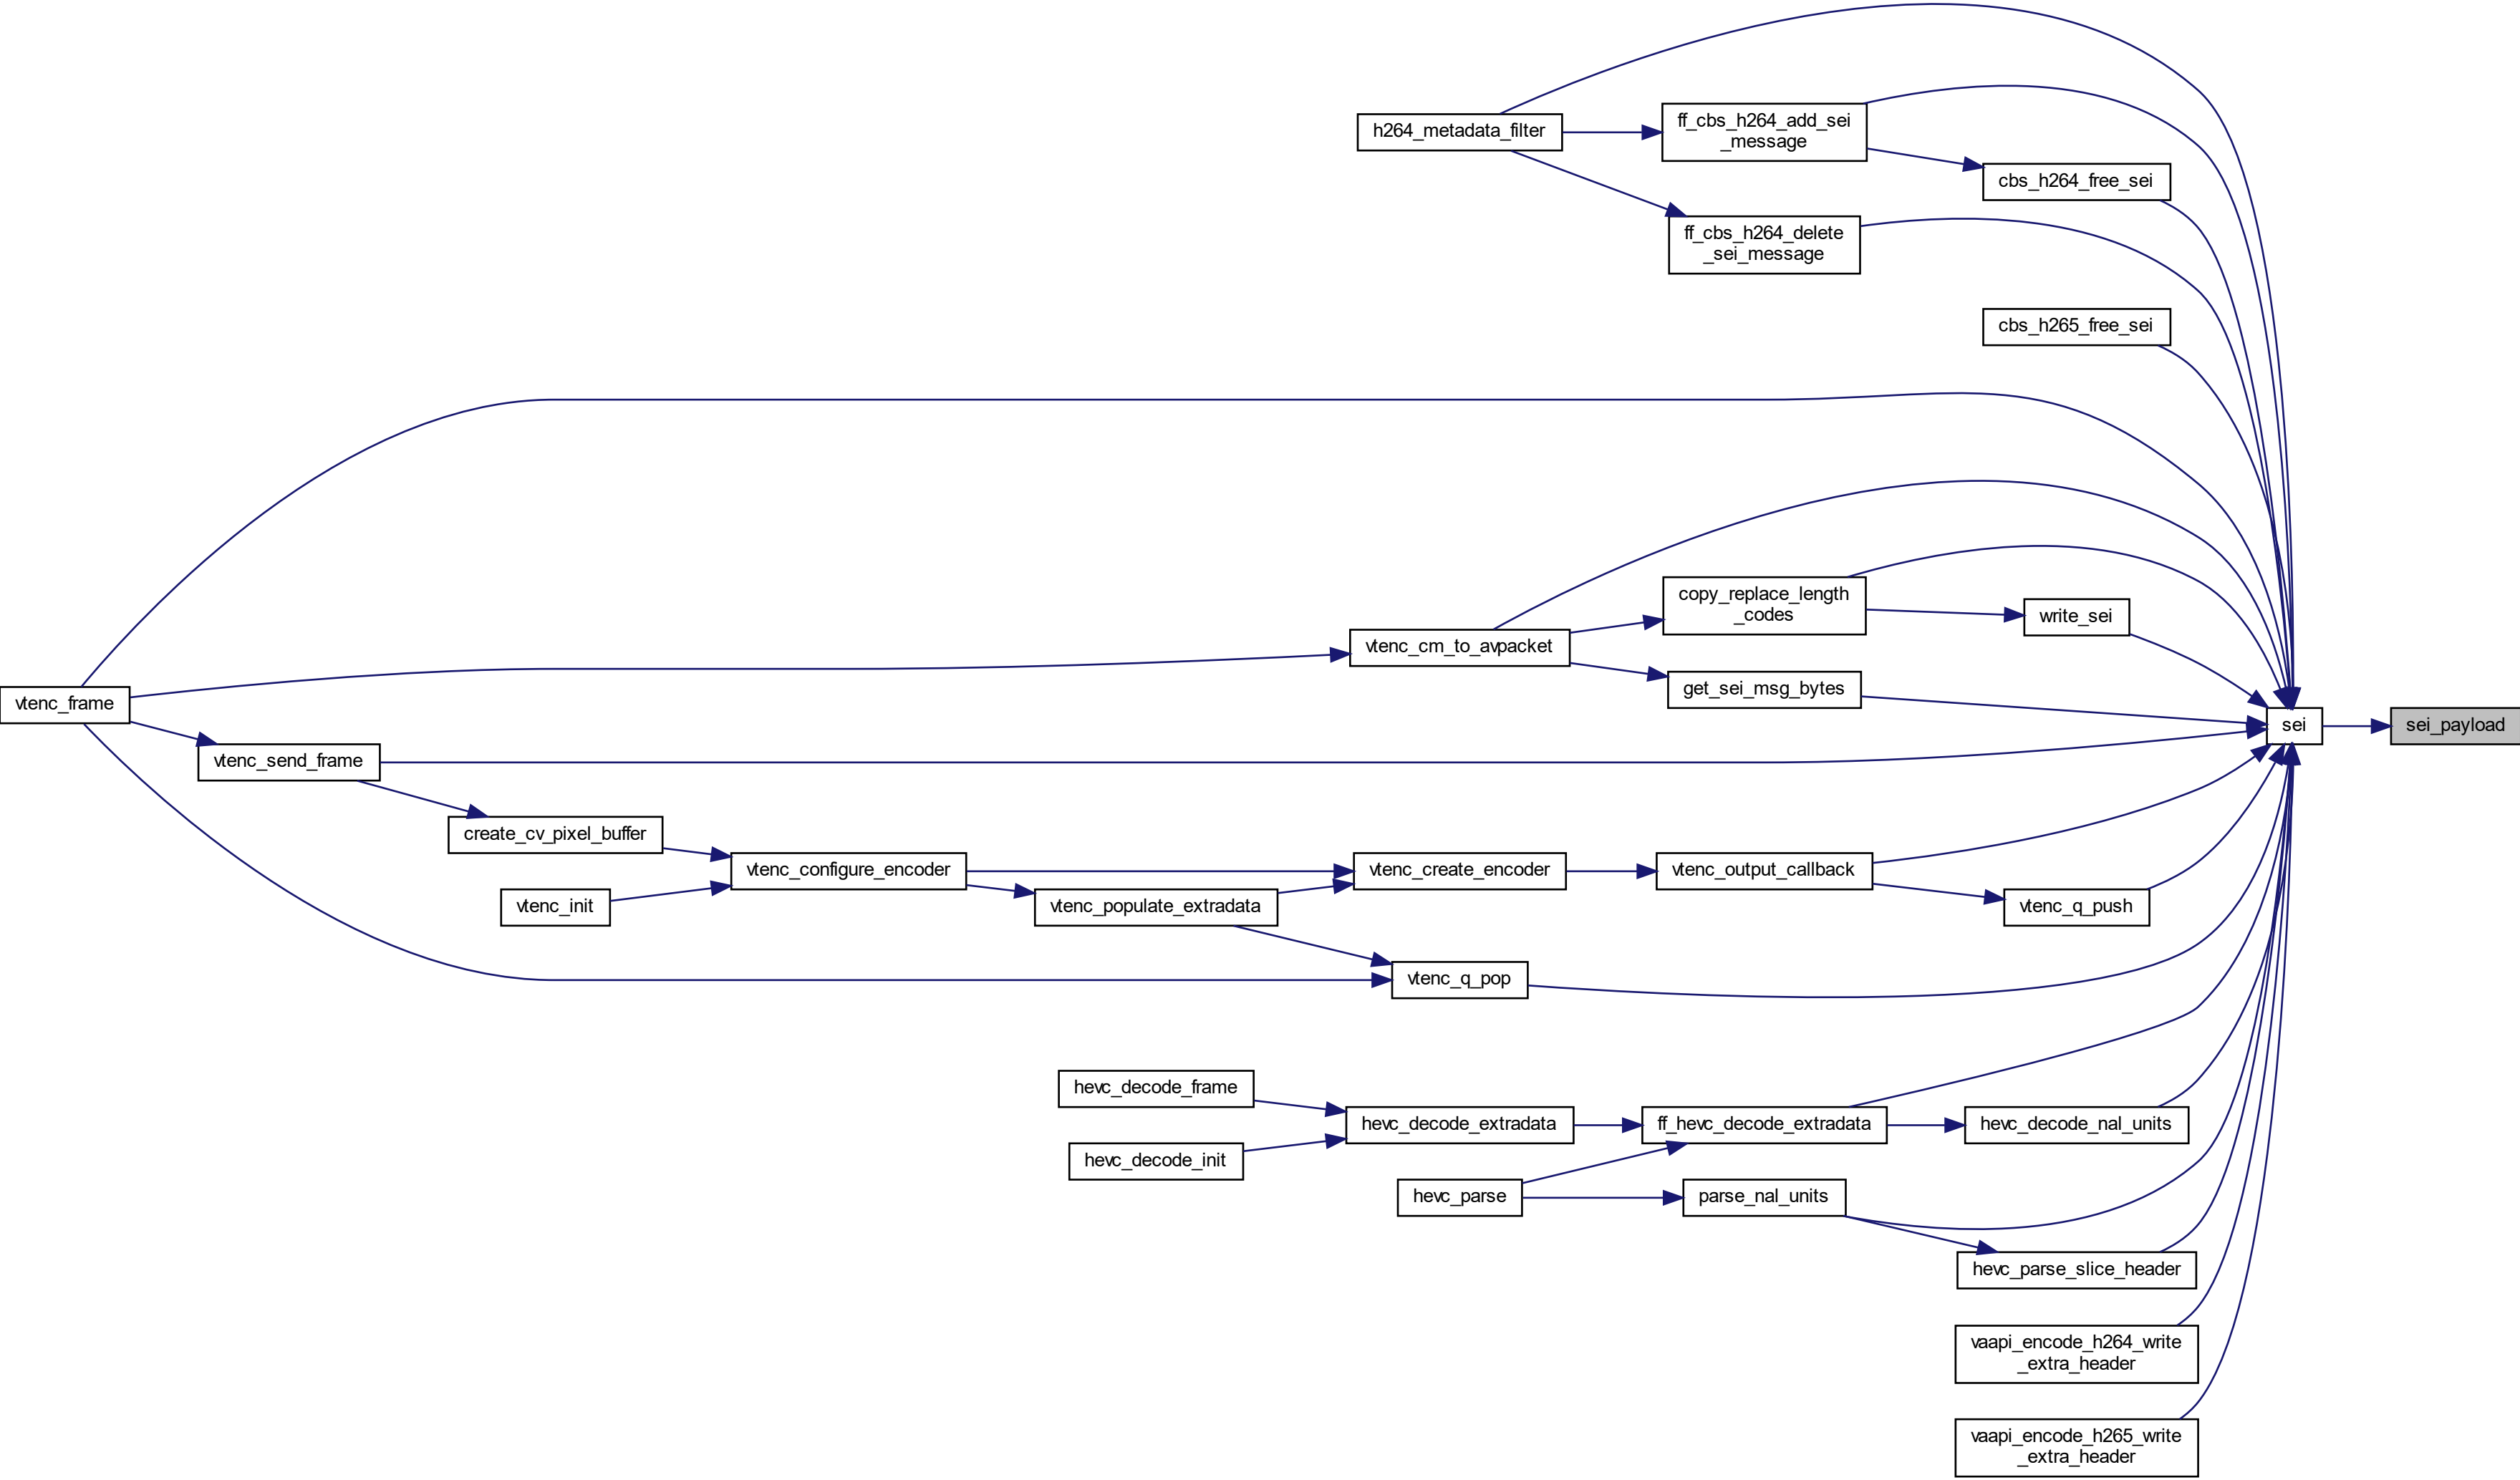 h264_metadata_filter
ff_cbs_h264_add_sei
_message
cbs_h264_free_sei
ff_cbs_h264_delete
_sei_message
cbs_h265_free_sei
copy_replace_length
_codes
write_sei
vtenc_cm_to_avpacket
get_sei_msg_bytes
vtenc_frame
sei
sei_payload
vtenc_send_frame
create_cv_pixel_buffer
vtenc_configure_encoder
vtenc_create_encoder
vtenc_output_callback
vtenc_init
vtenc_populate_extradata
vtenc_q_push
vtenc_q_pop
hevc_decode_frame
hevc_decode_extradata
ff_hevc_decode_extradata
hevc_decode_nal_units
hevc_decode_init
hevc_parse
parse_nal_units
hevc_parse_slice_header
vaapi_encode_h264_write
_extra_header
vaapi_encode_h265_write
_extra_header